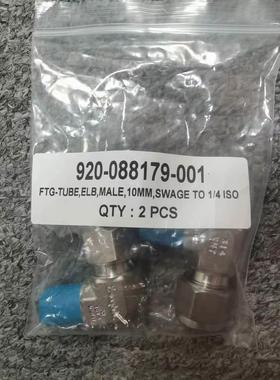 920-088179-001
FTG-TUBE,ELB,MALE,10MM,SWAGE TO 1/4 ISO
QTY : 2 PCS